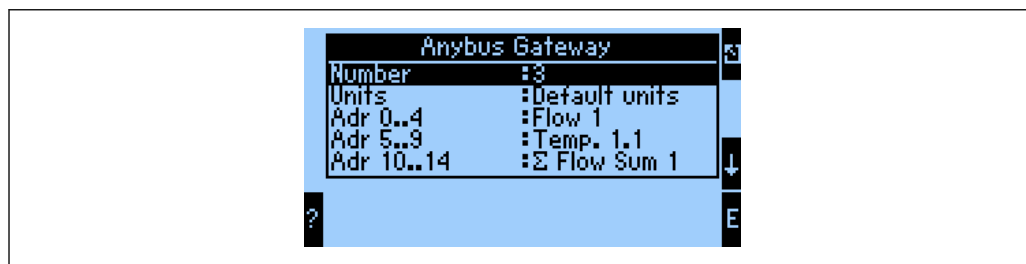 Anybus Gateway
Number :3
Units :Default units
Adr 0..4 :Flow 1
Adr 5..9 :Temp. 1.1
Adr 10..14 :Σ Flow Sum 1
↓
? E